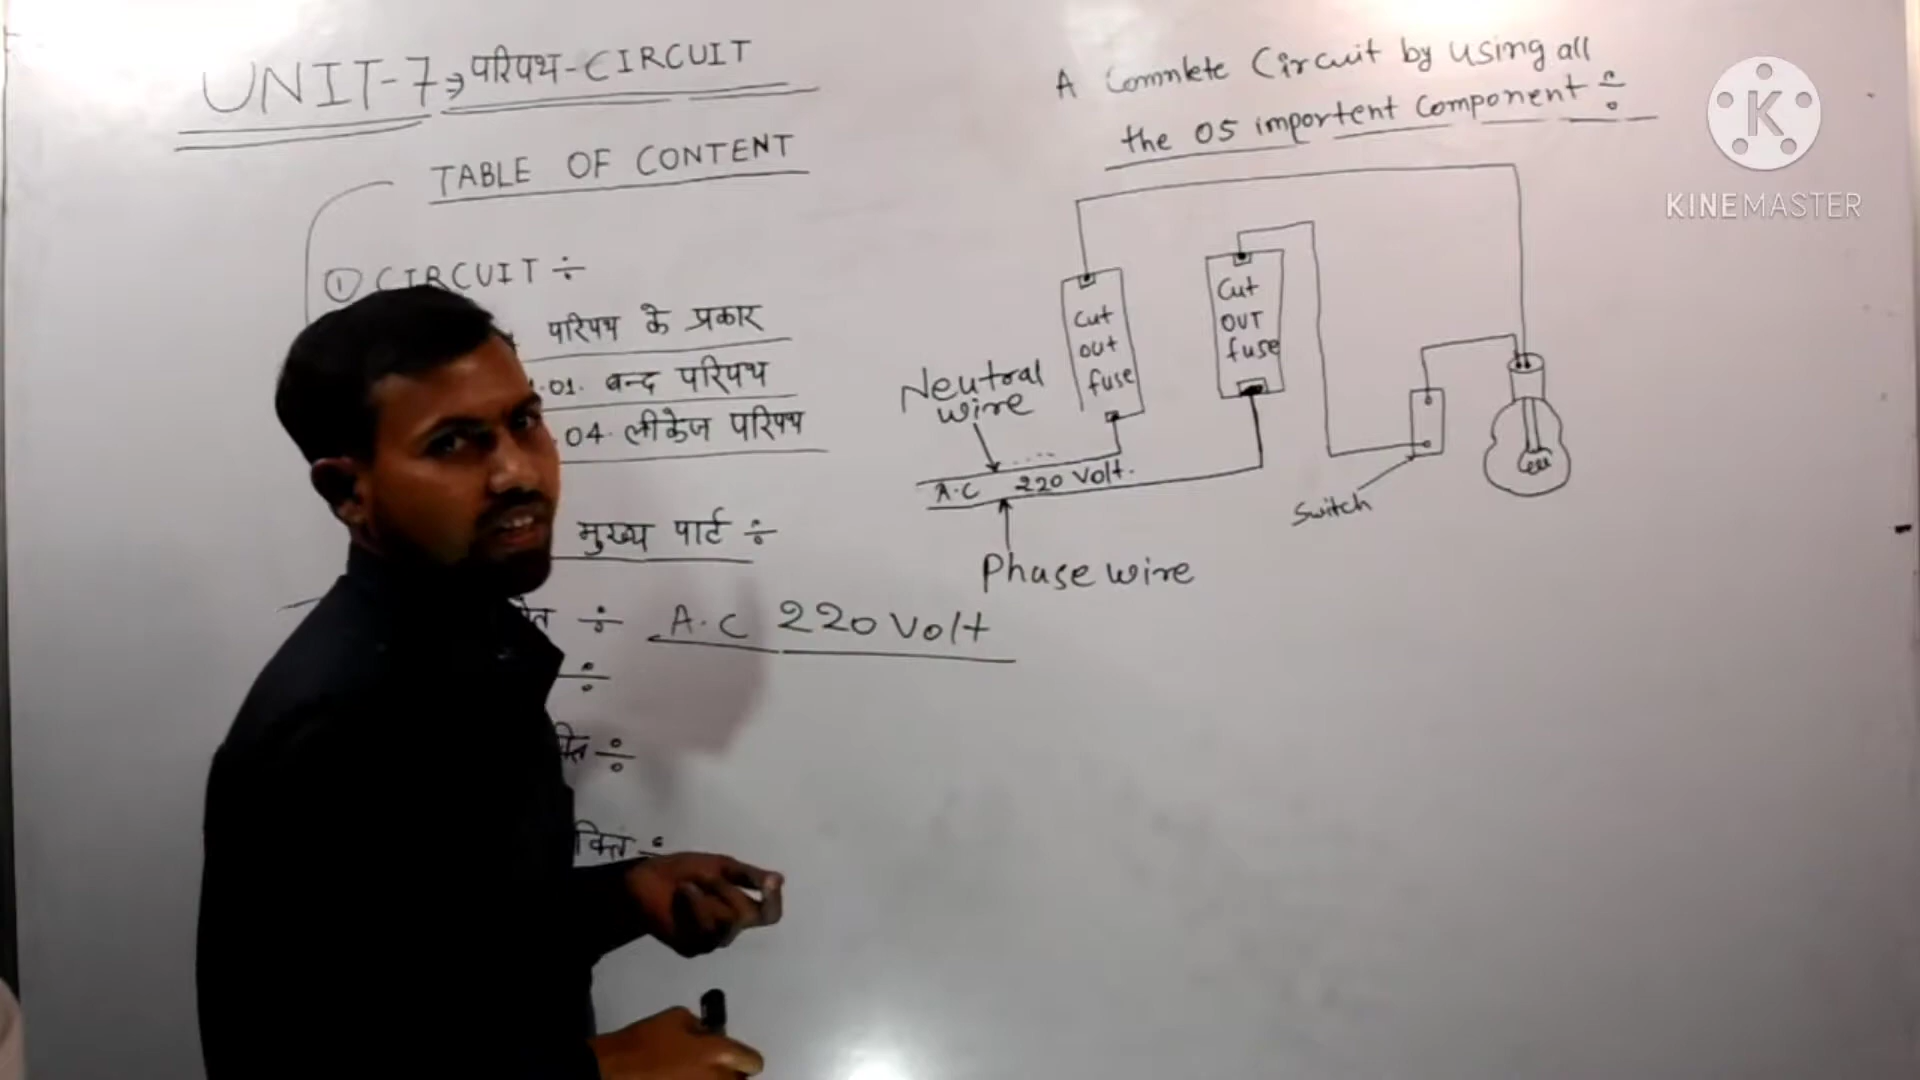 UNIT-7→ परिपथ-CIRCUIT
TABLE OF CONTENT
① CIRCUIT ÷
परिपथ के प्रकार
.01. बन्द परिपथ
.04. लीकेज परिपथ
मुख्य पार्ट ÷
÷ A.C 220 Volt
÷
÷
A Commlete Circuit by using all
the 05 importent Component ÷
Cut
out
fuse
Cut
OUT
fuse
Neutral
wire
A.C 220 Volt.
Phase wire
Switch
K
KINEMASTER